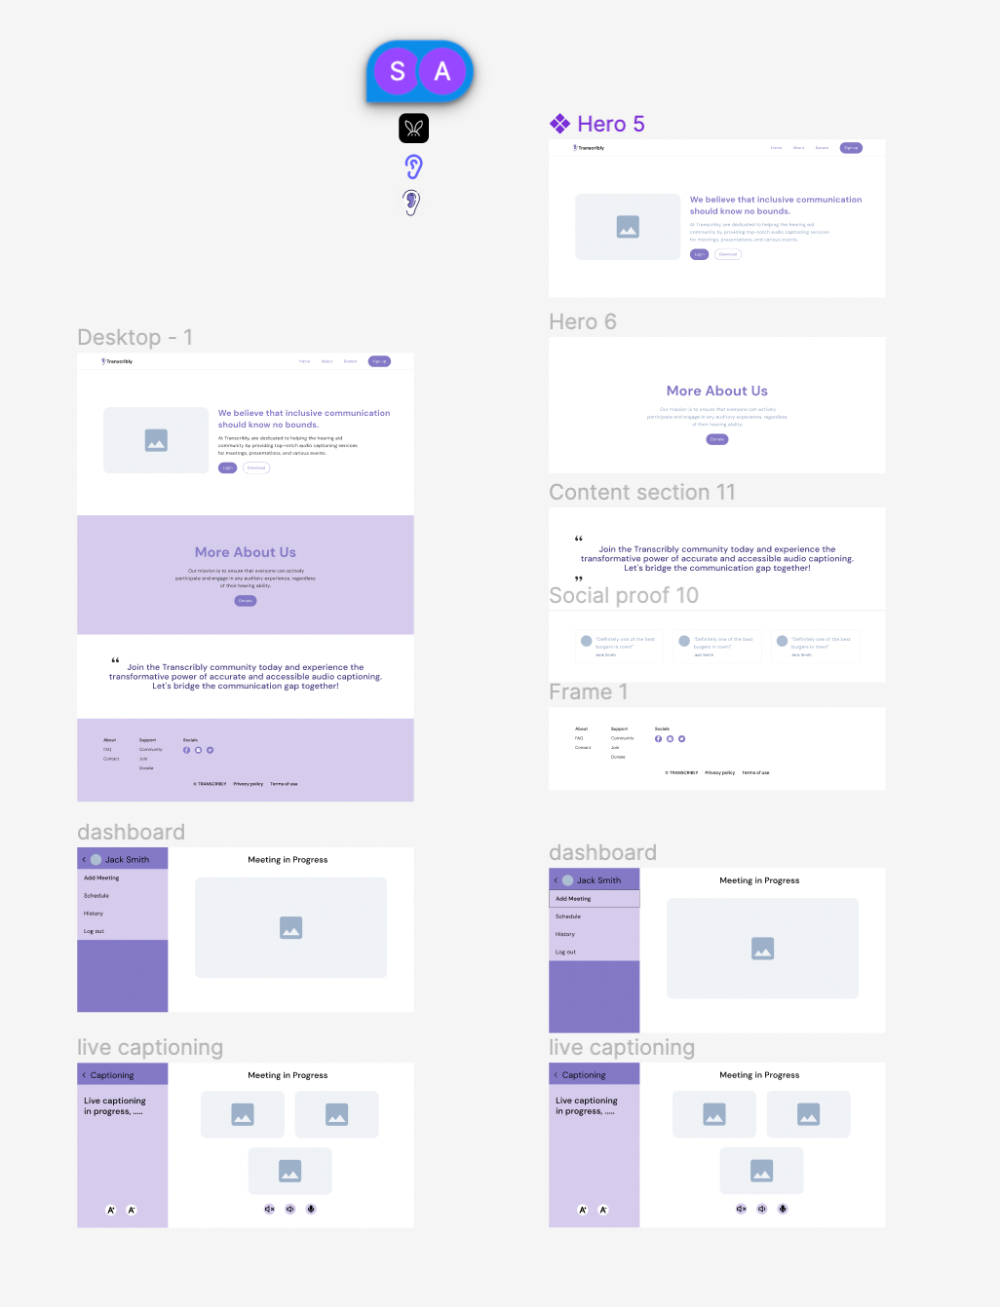 S A
Hero 5
Transcribly
Home About Donate Sign up
We believe that inclusive communication
should know no bounds.
At Transcribly, are dedicated to helping the hearing aid
community by providing top-notch audio captioning services
for meetings, presentations, and various events.
Login Download
Hero 6
More About Us
Our mission is to ensure that everyone can actively
participate and engage in any auditory experience, regardless
of their hearing ability.
Donate
Content section 11
“
Join the Transcribly community today and experience the
transformative power of accurate and accessible audio captioning.
Let's bridge the communication gap together!
”
Social proof 10
"Definitely one of the best
burgers in town!"
Jack Smith
"Definitely one of the best
burgers in town!"
Jack Smith
"Definitely one of the best
burgers in town!"
Jack Smith
Frame 1
About Support Socials
FAQ Community
Contact Join
Donate
© TRANSCRIBLY Privacy policy Terms of use
Desktop - 1
Transcribly
Home About Donate Sign up
We believe that inclusive communication
should know no bounds.
At Transcribly, are dedicated to helping the hearing aid
community by providing top-notch audio captioning services
for meetings, presentations, and various events.
Login Download
More About Us
Our mission is to ensure that everyone can actively
participate and engage in any auditory experience, regardless
of their hearing ability.
Donate
“
Join the Transcribly community today and experience the
transformative power of accurate and accessible audio captioning.
Let's bridge the communication gap together!
About Support Socials
FAQ Community
Contact Join
Donate
© TRANSCRIBLY Privacy policy Terms of use
dashboard
< Jack Smith
Meeting in Progress
Add Meeting
Schedule
History
Log out
dashboard
< Jack Smith
Meeting in Progress
Add Meeting
Schedule
History
Log out
live captioning
< Captioning
Meeting in Progress
Live captioning
in progress, .....
A+ A-
live captioning
< Captioning
Meeting in Progress
Live captioning
in progress, .....
A+ A-